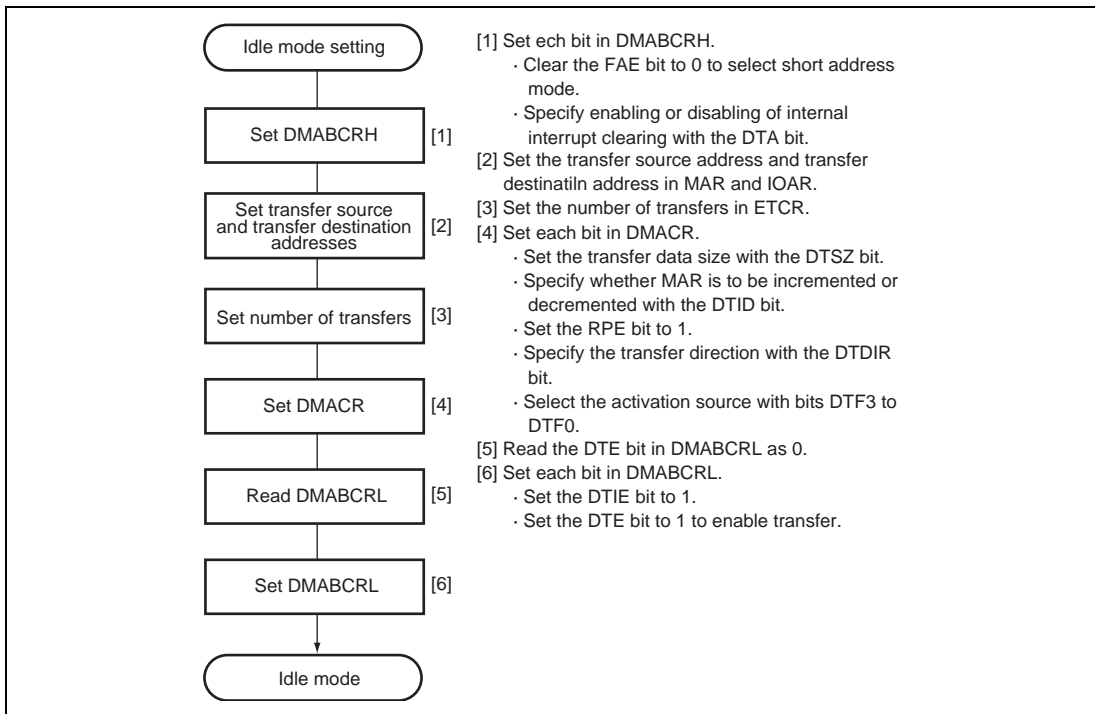 Idle mode setting
Set DMABCRH
[1]
Set transfer source
and transfer destination
addresses
[2]
Set number of transfers
[3]
Set DMACR
[4]
Read DMABCRL
[5]
Set DMABCRL
[6]
Idle mode
[1] Set ech bit in DMABCRH.
· Clear the FAE bit to 0 to select short address
mode.
· Specify enabling or disabling of internal
interrupt clearing with the DTA bit.
[2] Set the transfer source address and transfer
destinatiln address in MAR and IOAR.
[3] Set the number of transfers in ETCR.
[4] Set each bit in DMACR.
· Set the transfer data size with the DTSZ bit.
· Specify whether MAR is to be incremented or
decremented with the DTID bit.
· Set the RPE bit to 1.
· Specify the transfer direction with the DTDIR
bit.
· Select the activation source with bits DTF3 to
DTF0.
[5] Read the DTE bit in DMABCRL as 0.
[6] Set each bit in DMABCRL.
· Set the DTIE bit to 1.
· Set the DTE bit to 1 to enable transfer.